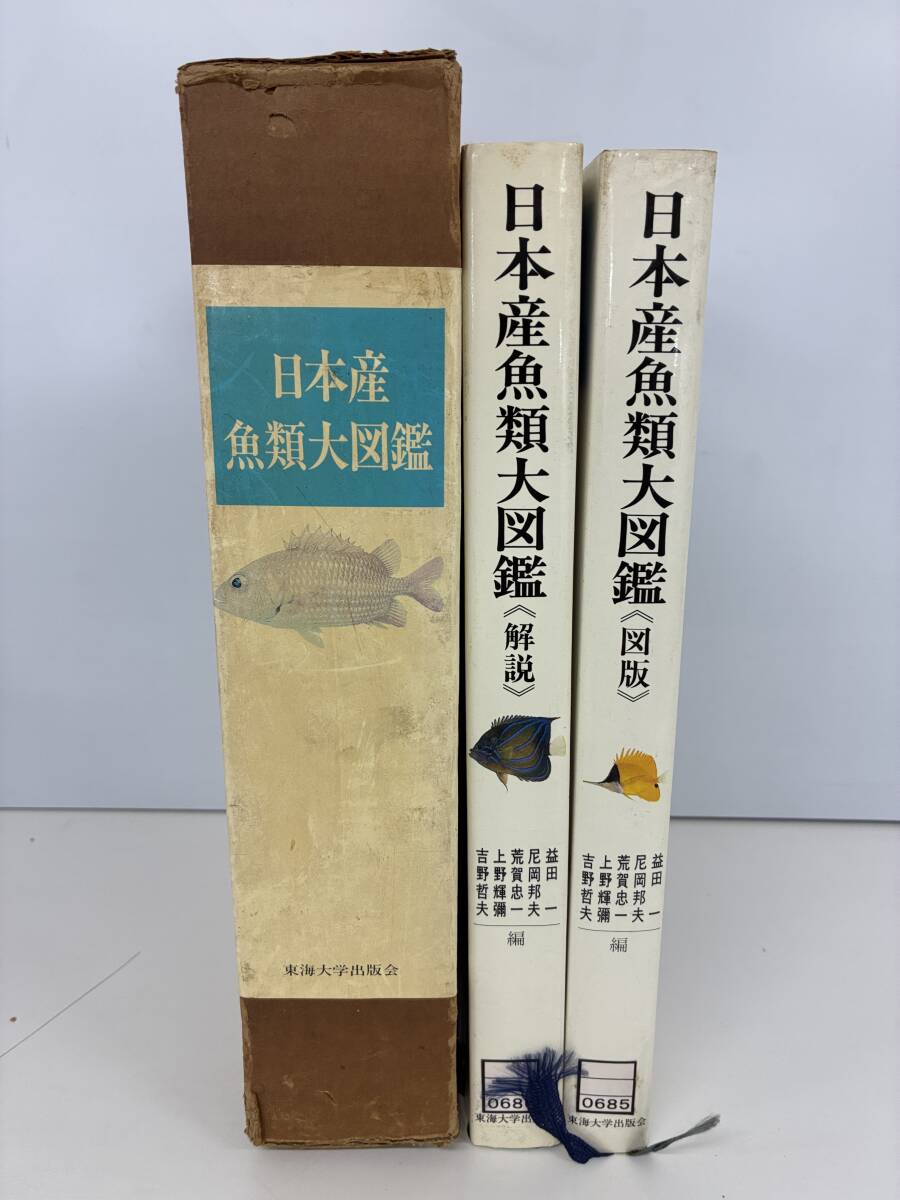 日本産
魚類大図鑑
東海大学出版会
日本産魚類大図鑑《解説》
益田一
尼岡邦夫
荒賀忠一
上野輝彌
吉野哲夫
編
068
東海大学出
日本産魚類大図鑑《図版》
益田一
尼岡邦夫
荒賀忠一
上野輝彌
吉野哲夫
編
0685
東海大学出版会